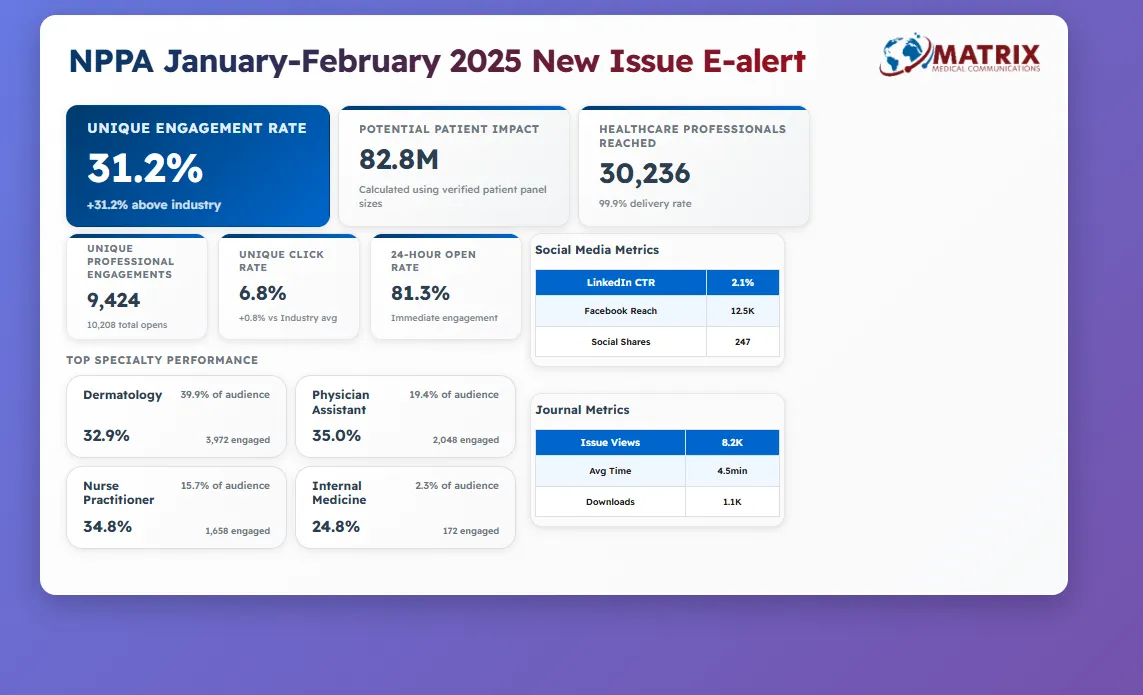 NPPA January-February 2025 New Issue E-alert
MATRIX
MEDICAL COMMUNICATIONS
UNIQUE ENGAGEMENT RATE
31.2%
+31.2% above industry
POTENTIAL PATIENT IMPACT
82.8M
Calculated using verified patient panel
sizes
HEALTHCARE PROFESSIONALS
REACHED
30,236
99.9% delivery rate
UNIQUE
PROFESSIONAL
ENGAGEMENTS
9,424
10,208 total opens
UNIQUE CLICK
RATE
6.8%
+0.8% vs Industry avg
24-HOUR OPEN
RATE
81.3%
Immediate engagement
Social Media Metrics
LinkedIn CTR 2.1%
Facebook Reach 12.5K
Social Shares 247
TOP SPECIALTY PERFORMANCE
Dermatology 39.9% of audience
32.9% 3,972 engaged
Physician
Assistant
19.4% of audience
35.0% 2,048 engaged
Nurse
Practitioner
15.7% of audience
34.8% 1,658 engaged
Internal
Medicine
2.3% of audience
24.8% 172 engaged
Journal Metrics
Issue Views 8.2K
Avg Time 4.5min
Downloads 1.1K